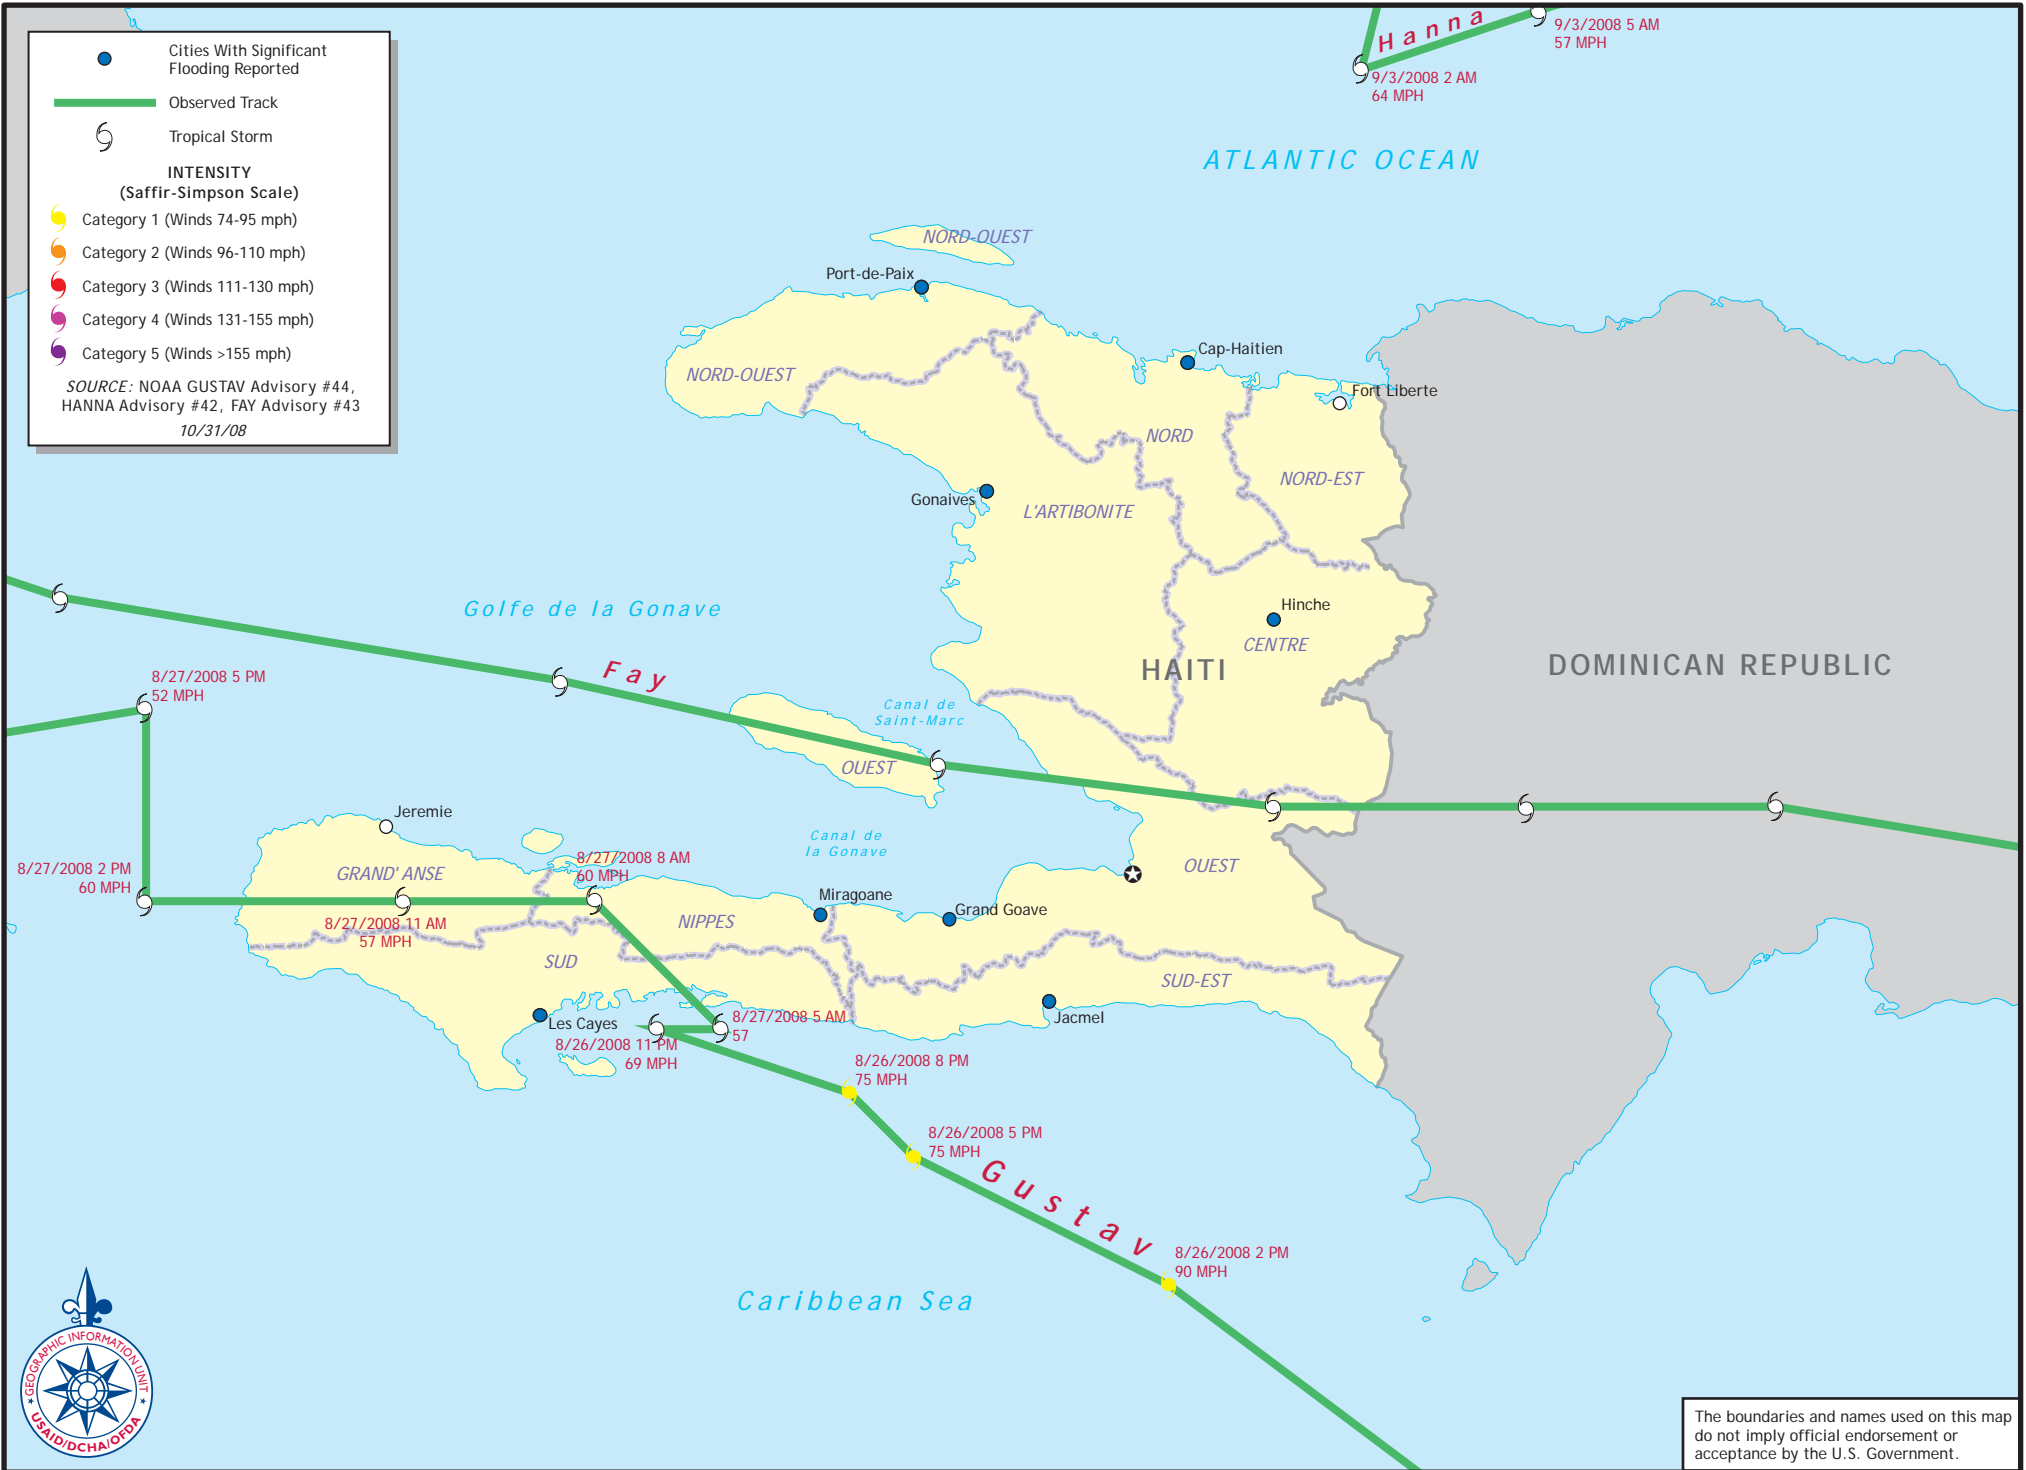 Cities With Significant
Flooding Reported
Observed Track
Tropical Storm
INTENSITY
(Saffir-Simpson Scale)
Category 1 (Winds 74-95 mph)
Category 2 (Winds 96-110 mph)
Category 3 (Winds 111-130 mph)
Category 4 (Winds 131-155 mph)
Category 5 (Winds >155 mph)
SOURCE: NOAA GUSTAV Advisory #44,
HANNA Advisory #42, FAY Advisory #43
10/31/08
Hanna
9/3/2008 5 AM
57 MPH
9/3/2008 2 AM
64 MPH
ATLANTIC OCEAN
NORD-OUEST
Port-de-Paix
Cap-Haitien
NORD-OUEST
Fort Liberte
NORD
NORD-EST
Gonaives
L'ARTIBONITE
Golfe de la Gonave
Hinche
CENTRE
HAITI
DOMINICAN REPUBLIC
Fay
8/27/2008 5 PM
52 MPH
Canal de
Saint-Marc
OUEST
Jeremie
Canal de
la Gonave
8/27/2008 2 PM
60 MPH
GRAND' ANSE
8/27/2008 8 AM
60 MPH
OUEST
Miragoane
Grand Goave
8/27/2008 11 AM
57 MPH
NIPPES
SUD
SUD-EST
Les Cayes
8/27/2008 5 AM
57
Jacmel
8/26/2008 11 PM
69 MPH
8/26/2008 8 PM
75 MPH
8/26/2008 5 PM
75 MPH
Gustav
8/26/2008 2 PM
90 MPH
Caribbean Sea
GEOGRAPHIC INFORMATION UNIT
USAID/DCHA/OFDA
The boundaries and names used on this map
do not imply official endorsement or
acceptance by the U.S. Government.